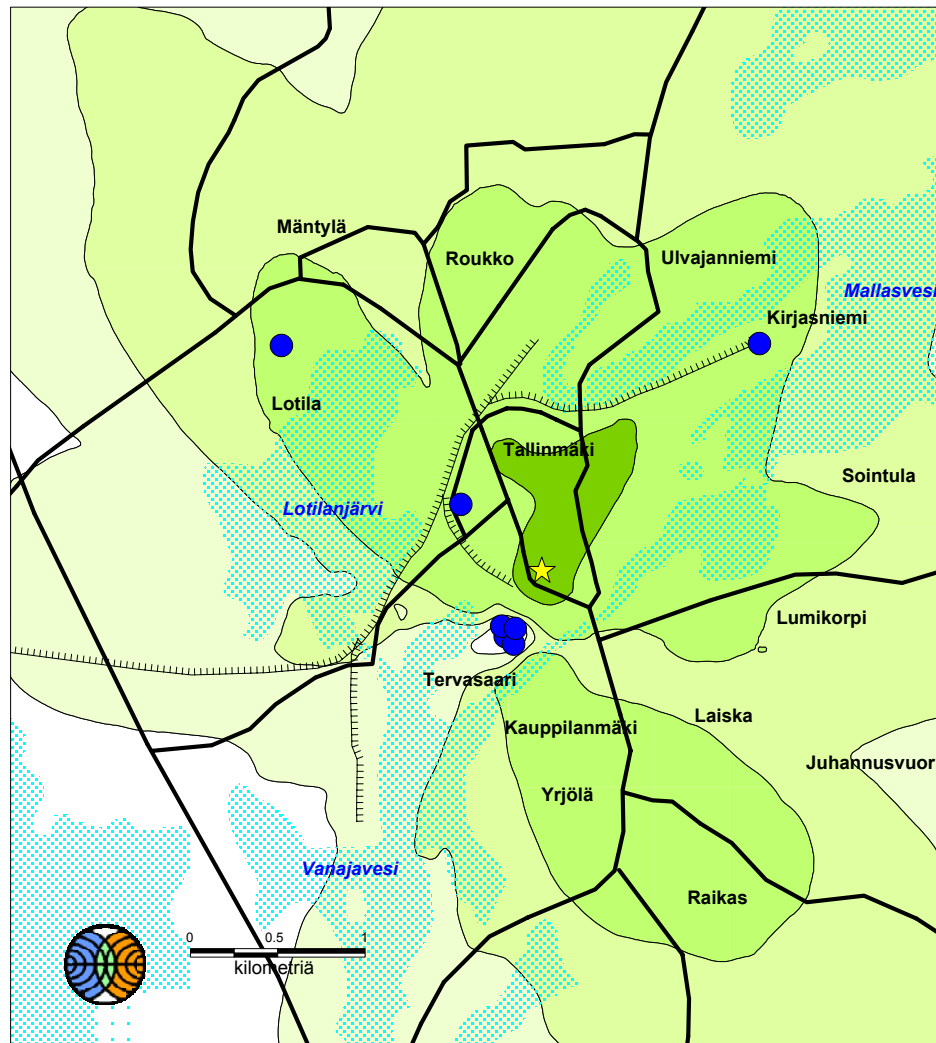 Mäntylä
Roukko
Ulvajanniemi
Mallasvesi
Kirjasniemi
Lotila
Tallinmäki
Sointula
Lotilanjärvi
Lumikorpi
Tervasaari
Laiska
Kauppilanmäki
Juhannusvuor
Yrjölä
Vanajavesi
Raikas
0 0.5 1
kilometriä